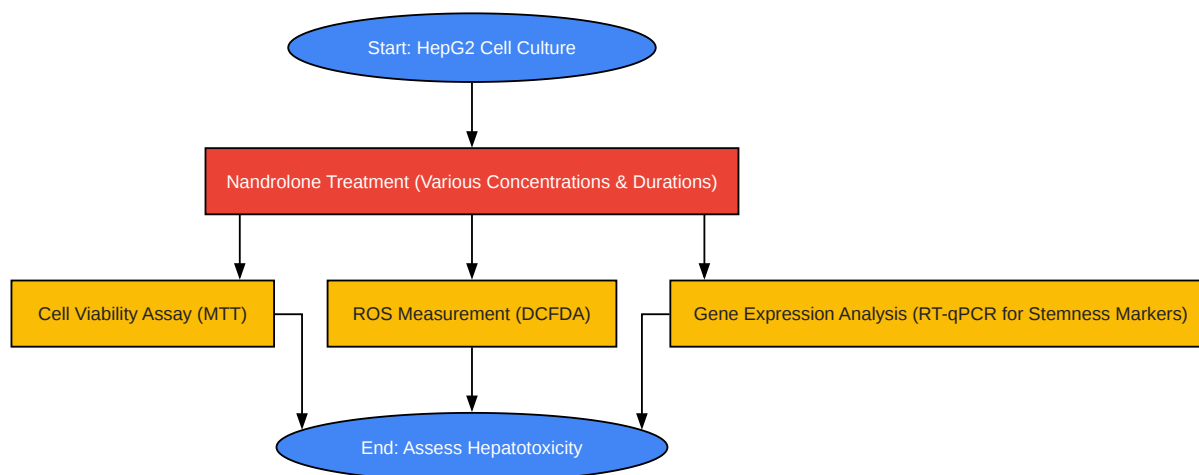 Start: HepG2 Cell Culture
Nandrolone Treatment (Various Concentrations & Durations)
Cell Viability Assay (MTT)
ROS Measurement (DCFDA)
Gene Expression Analysis (RT-qPCR for Stemness Markers)
End: Assess Hepatotoxicity